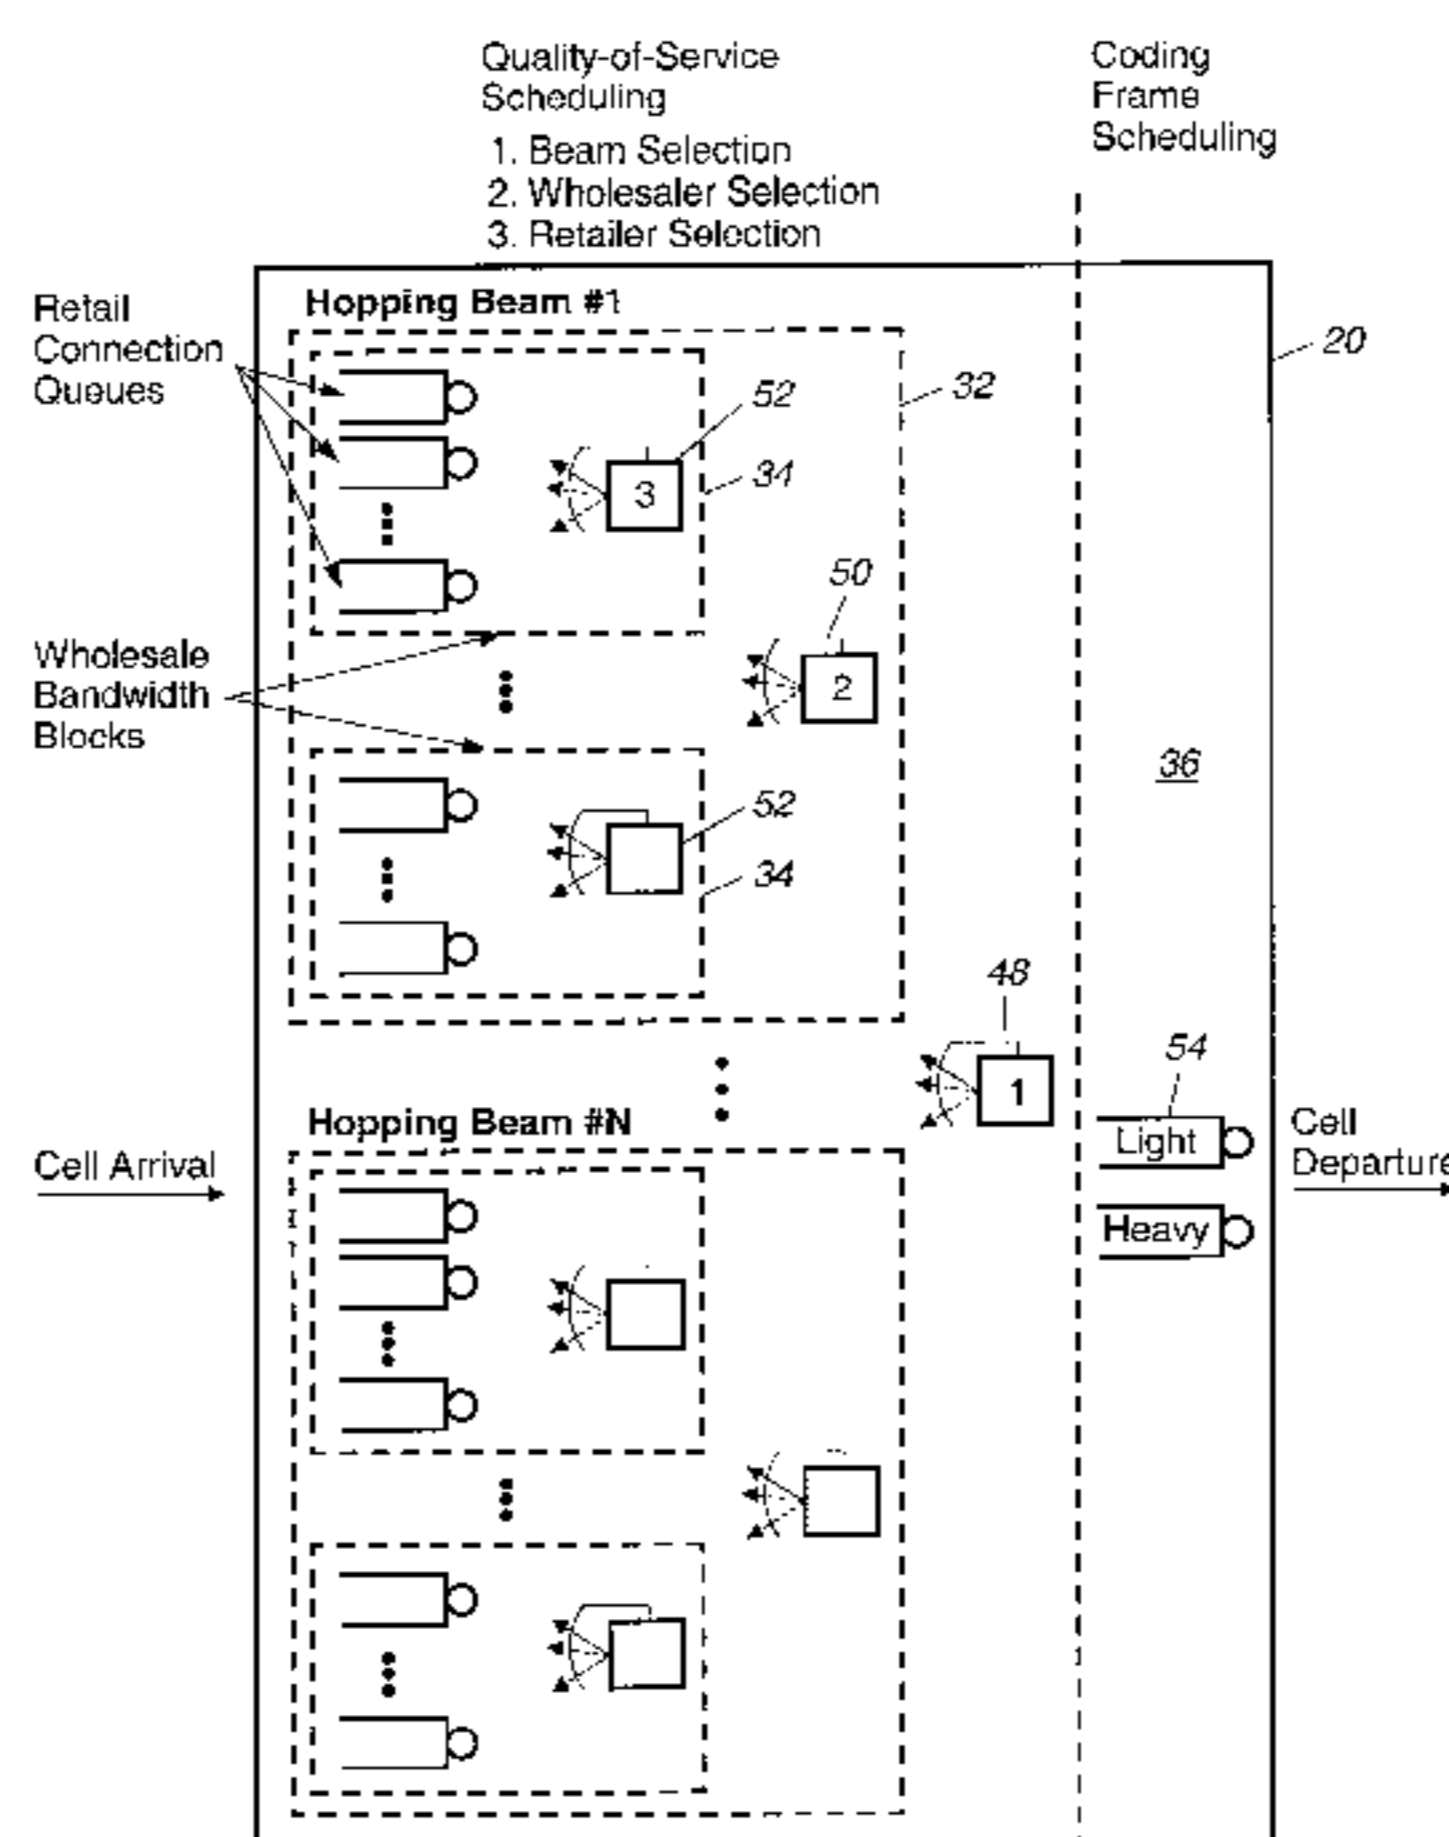 Quality-of-Service
Scheduling
1. Beam Selection
2. Wholesaler Selection
3. Retailer Selection
Coding
Frame
Scheduling
Hopping Beam #1
Retail
Connection
Queues
20
32
52
34
3
50
2
Wholesale
Bandwidth
Blocks
36
52
34
48
1
54
Hopping Beam #N
Light
Cell
Departure
Cell Arrival
Heavy